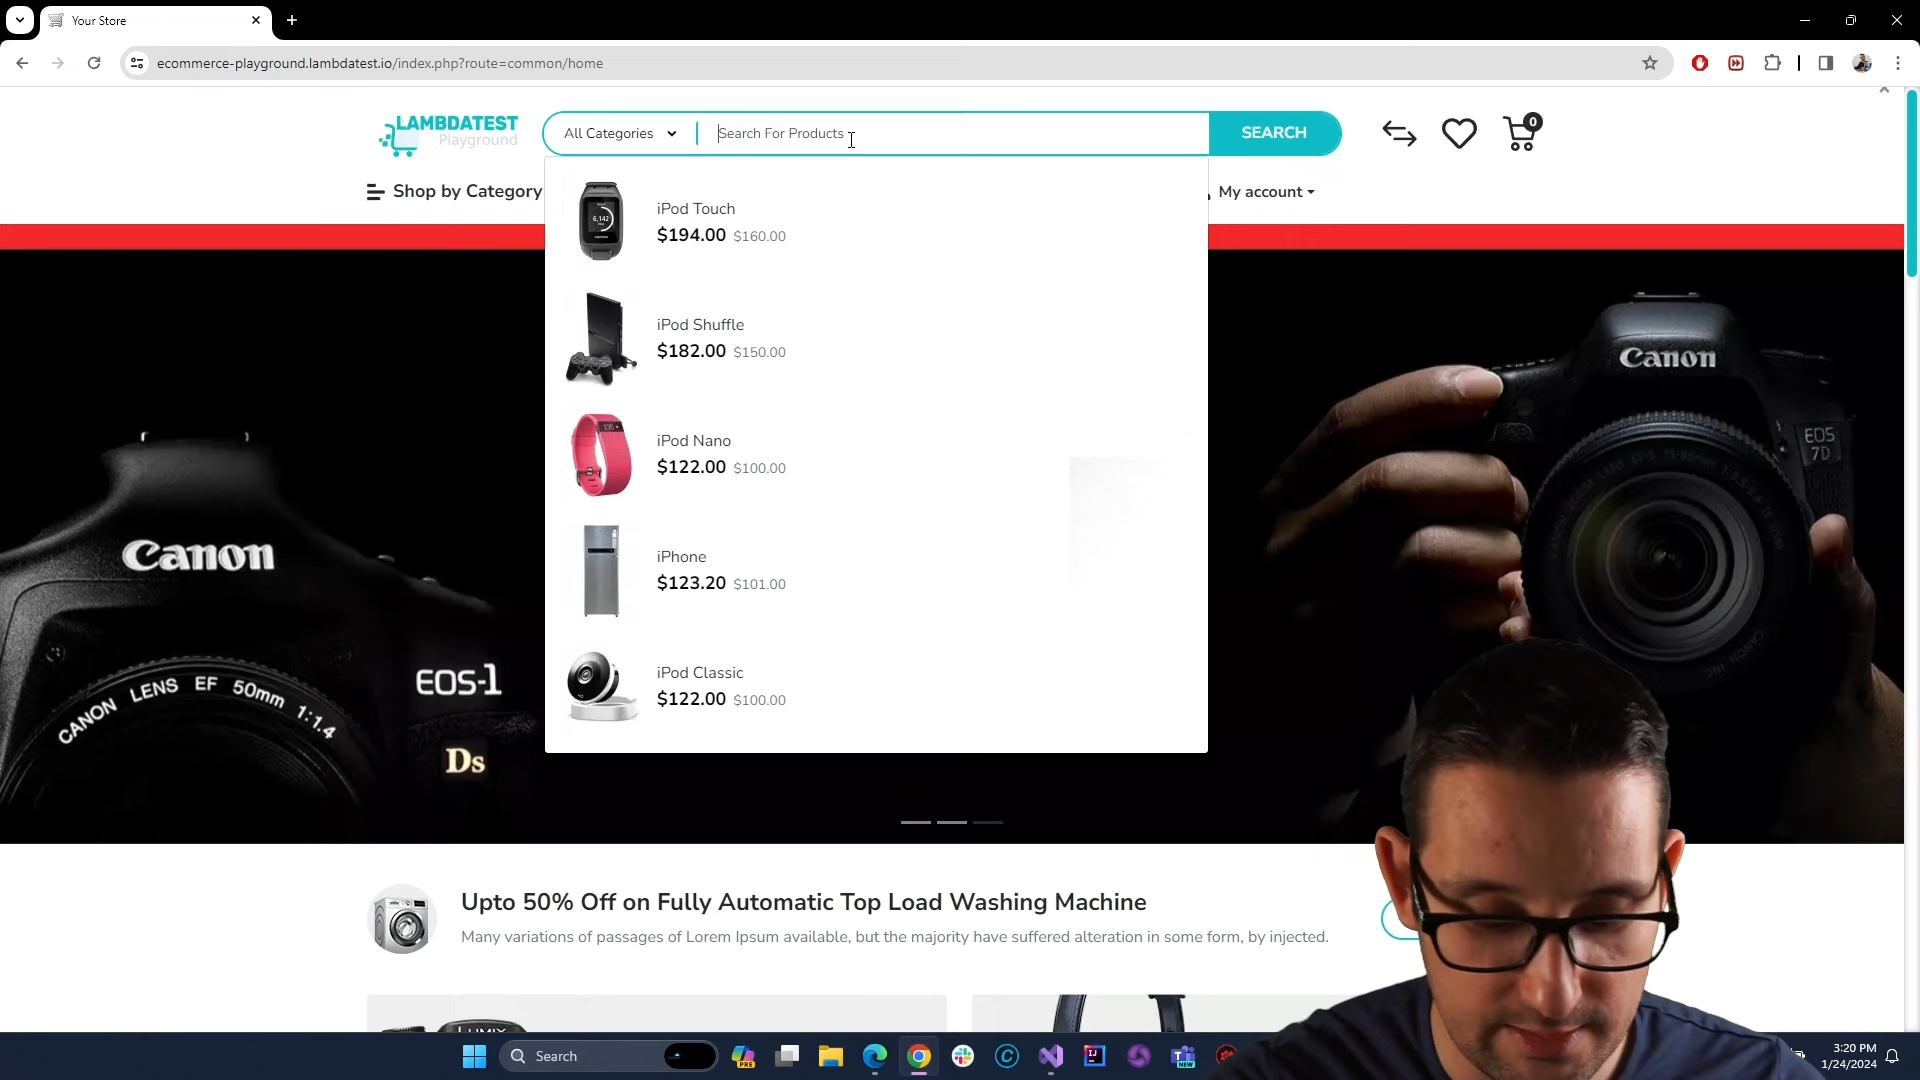 Your Store
ecommerce-playground.lambdatest.io/index.php?route=common/home
LAMBDATEST
Playground
All Categories
Search For Products
SEARCH
0
Shop by Category
My account
iPod Touch
$194.00 $160.00
iPod Shuffle
$182.00 $150.00
iPod Nano
$122.00 $100.00
iPhone
$123.20 $101.00
iPod Classic
$122.00 $100.00
Canon
EOS-1
Ds
CANON LENS EF 50mm 1:1.4
Canon
EOS
7D
Upto 50% Off on Fully Automatic Top Load Washing Machine
Many variations of passages of Lorem Ipsum available, but the majority have suffered alteration in some form, by injected.
LUMIX
Search
PRE
NEW
3:20 PM
1/24/2024